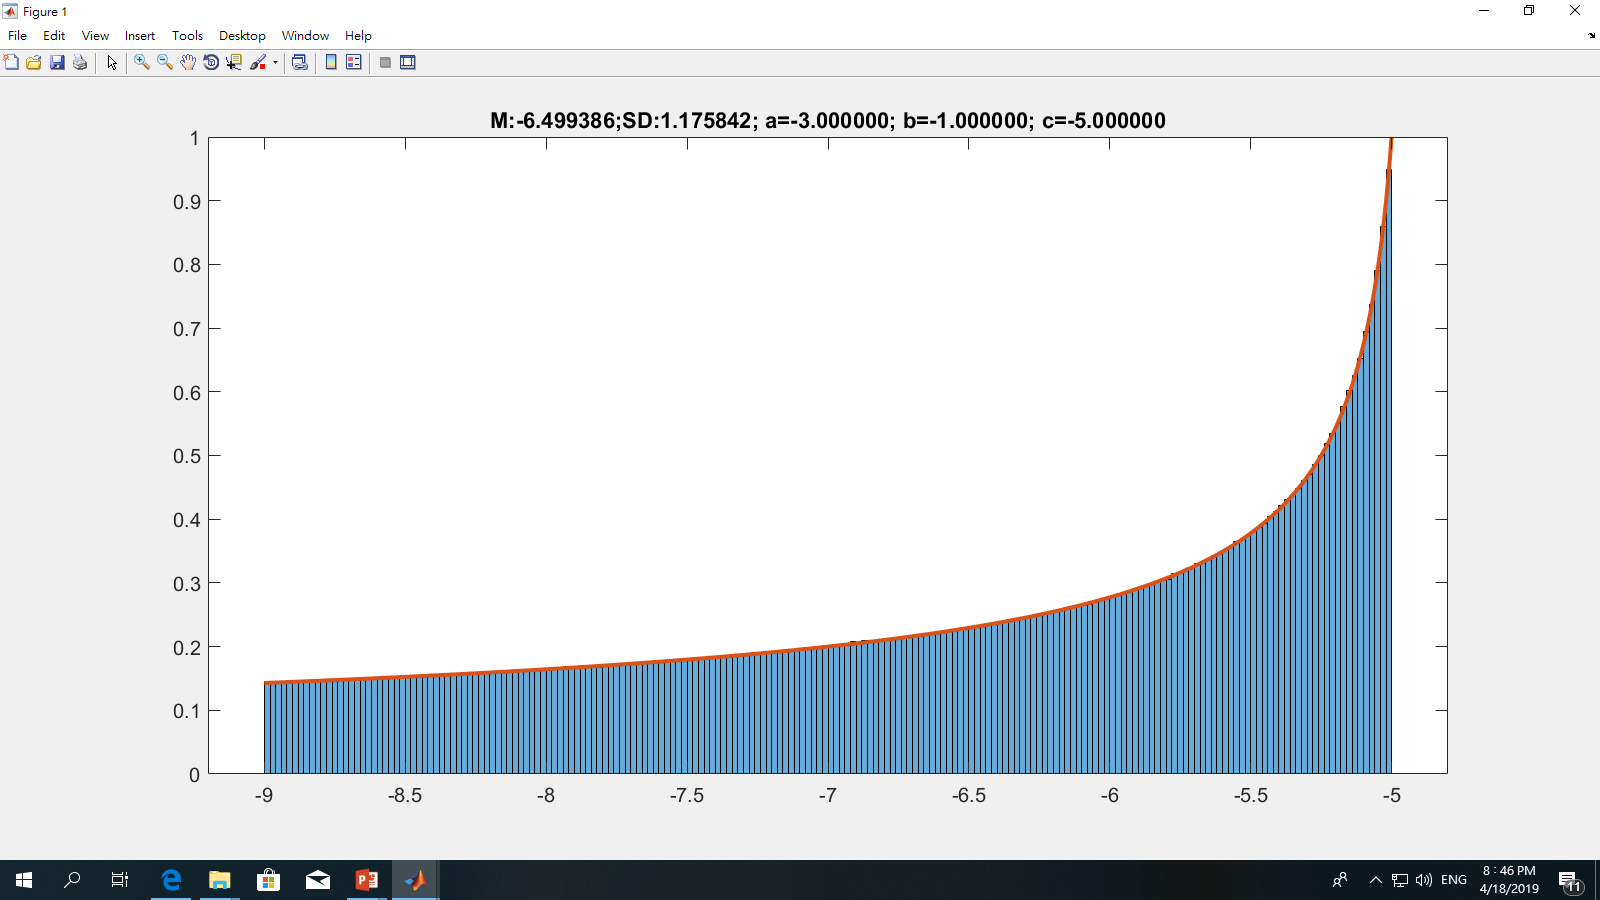 Figure 1
File Edit View Insert Tools Desktop Window Help
M:-6.499386;SD:1.175842; a=-3.000000; b=-1.000000; c=-5.000000
1
0.9
0.8
0.7
0.6
0.5
0.4
0.3
0.2
0.1
0
-9 -8.5 -8 -7.5 -7 -6.5 -6 -5.5 -5
ENG
8:46 PM
4/18/2019
11